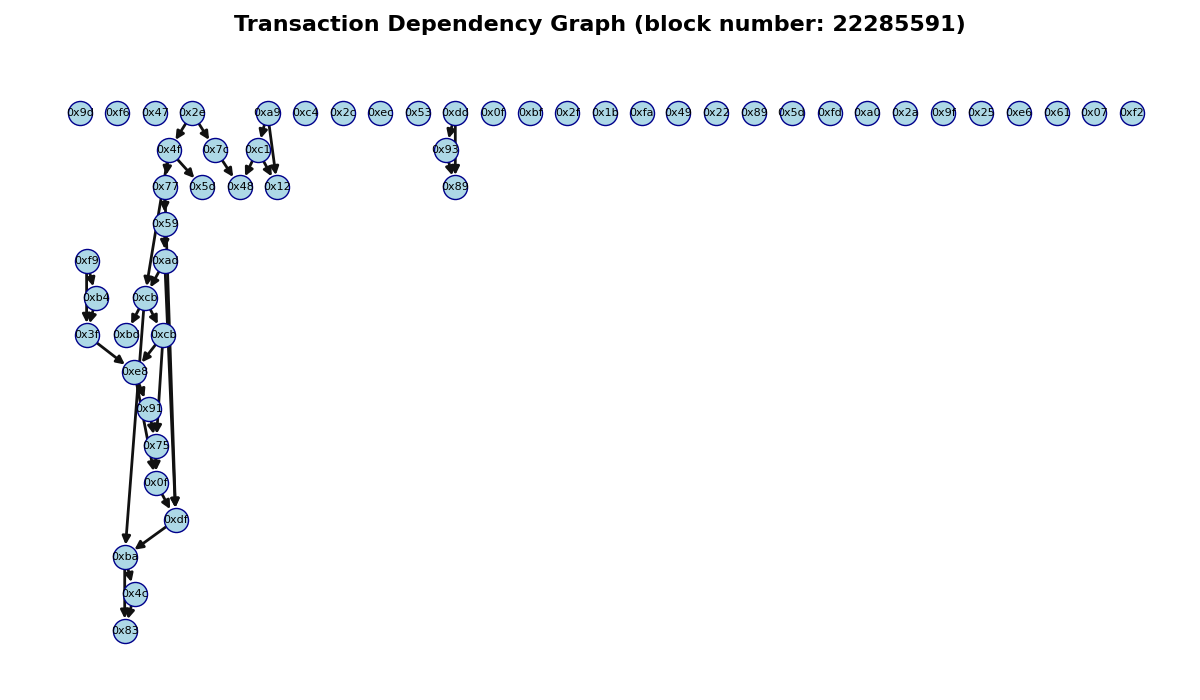 Transaction Dependency Graph (block number: 22285591)
0x9d 0xf6 0x47 0x2e 0xa9 0xc4 0x2c 0xec 0x53 0xdd 0x0f 0xbf 0x2f 0x1b 0xfa 0x49 0x22 0x89 0x5d 0xfd 0xa0 0x2a 0x9f 0x25 0xe6 0x61 0x07 0xf2
0x4f 0x7c 0xc1 0x93
0x77 0x5d 0x48 0x12 0x89
0x59
0xf9 0xad
0xb4 0xcb
0x3f 0xbd 0xcb
0xe8
0x91
0x75
0x0f
0xdf
0xba
0x4c
0x83